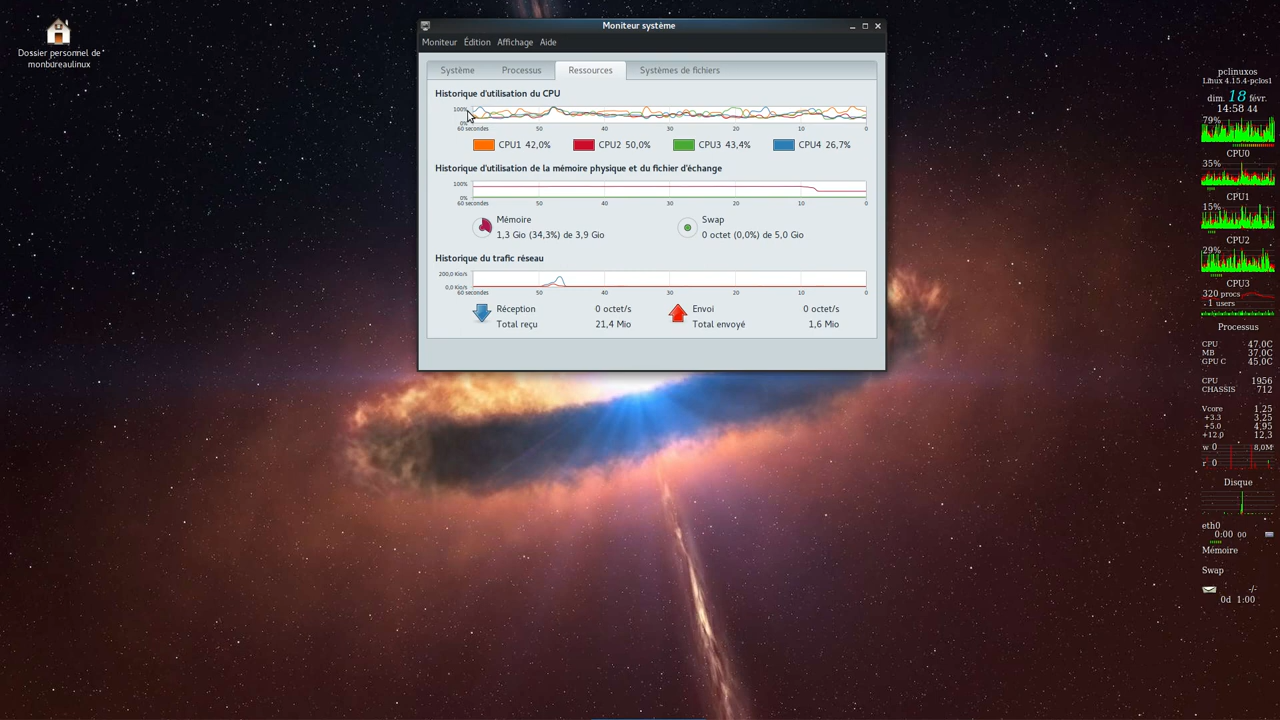 Dossier personnel de
monbureaulinux
Moniteur système
Moniteur Édition Affichage Aide
Système Processus Ressources Systèmes de fichiers
Historique d'utilisation du CPU
100%
0%
60 secondes 50 40 30 20 10 0
CPU1 42,0% CPU2 50,0% CPU3 43,4% CPU4 26,7%
Historique d'utilisation de la mémoire physique et du fichier d'échange
100%
0%
60 secondes 50 40 30 20 10 0
Mémoire
1,3 Gio (34,3%) de 3,9 Gio
Swap
0 octet (0,0%) de 5,0 Gio
Historique du trafic réseau
200,0 Kio/s
0,0 Kio/s
60 secondes 50 40 30 20 10 0
Réception 0 octet/s
Total reçu 21,4 Mio
Envoi 0 octet/s
Total envoyé 1,6 Mio
pclinuxos
Linux 4.15.4-pclos1
dim. 18 févr.
14:58 44
79%
CPU0
35%
CPU1
15%
CPU2
29%
CPU3
320 procs
1 users
Processus
CPU 47.0C
MB 37.0C
GPU C 45,0C
CPU 1956
CHASSIS 712
Vcore 1,25
+3.3 3,25
+5.0 4,95
+12.0 12,3
w 0 8,0M
r 0
Disque
eth0
0:00 00
Mémoire
Swap
-/-
0d 1:00